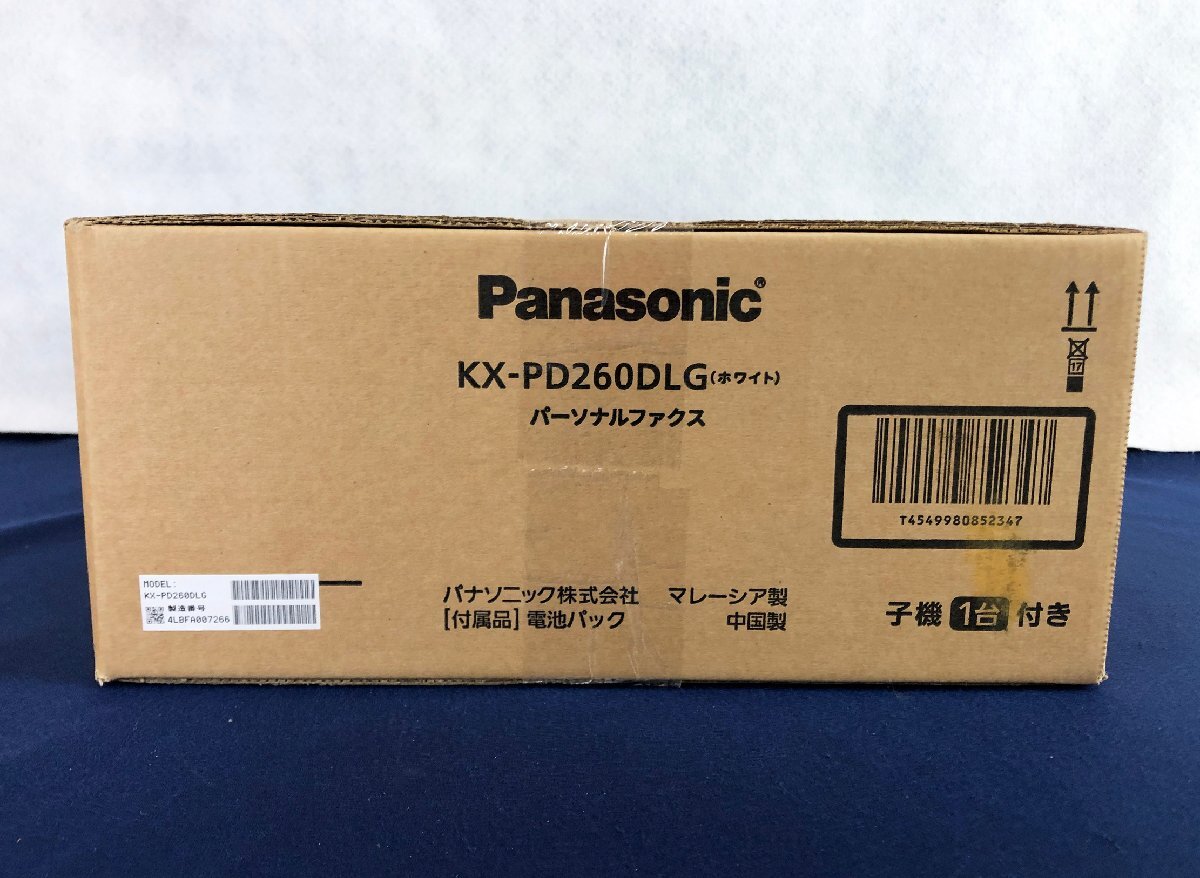 Panasonic®
KX-PD260DLG(ホワイト)
パーソナルファクス
17
T4549980852347
MODEL:
KX-PD260DLG
製造番号
4LBFA007266
パナソニック株式会社 マレーシア製
[付属品]電池パック 中国製
子機 1台 付き